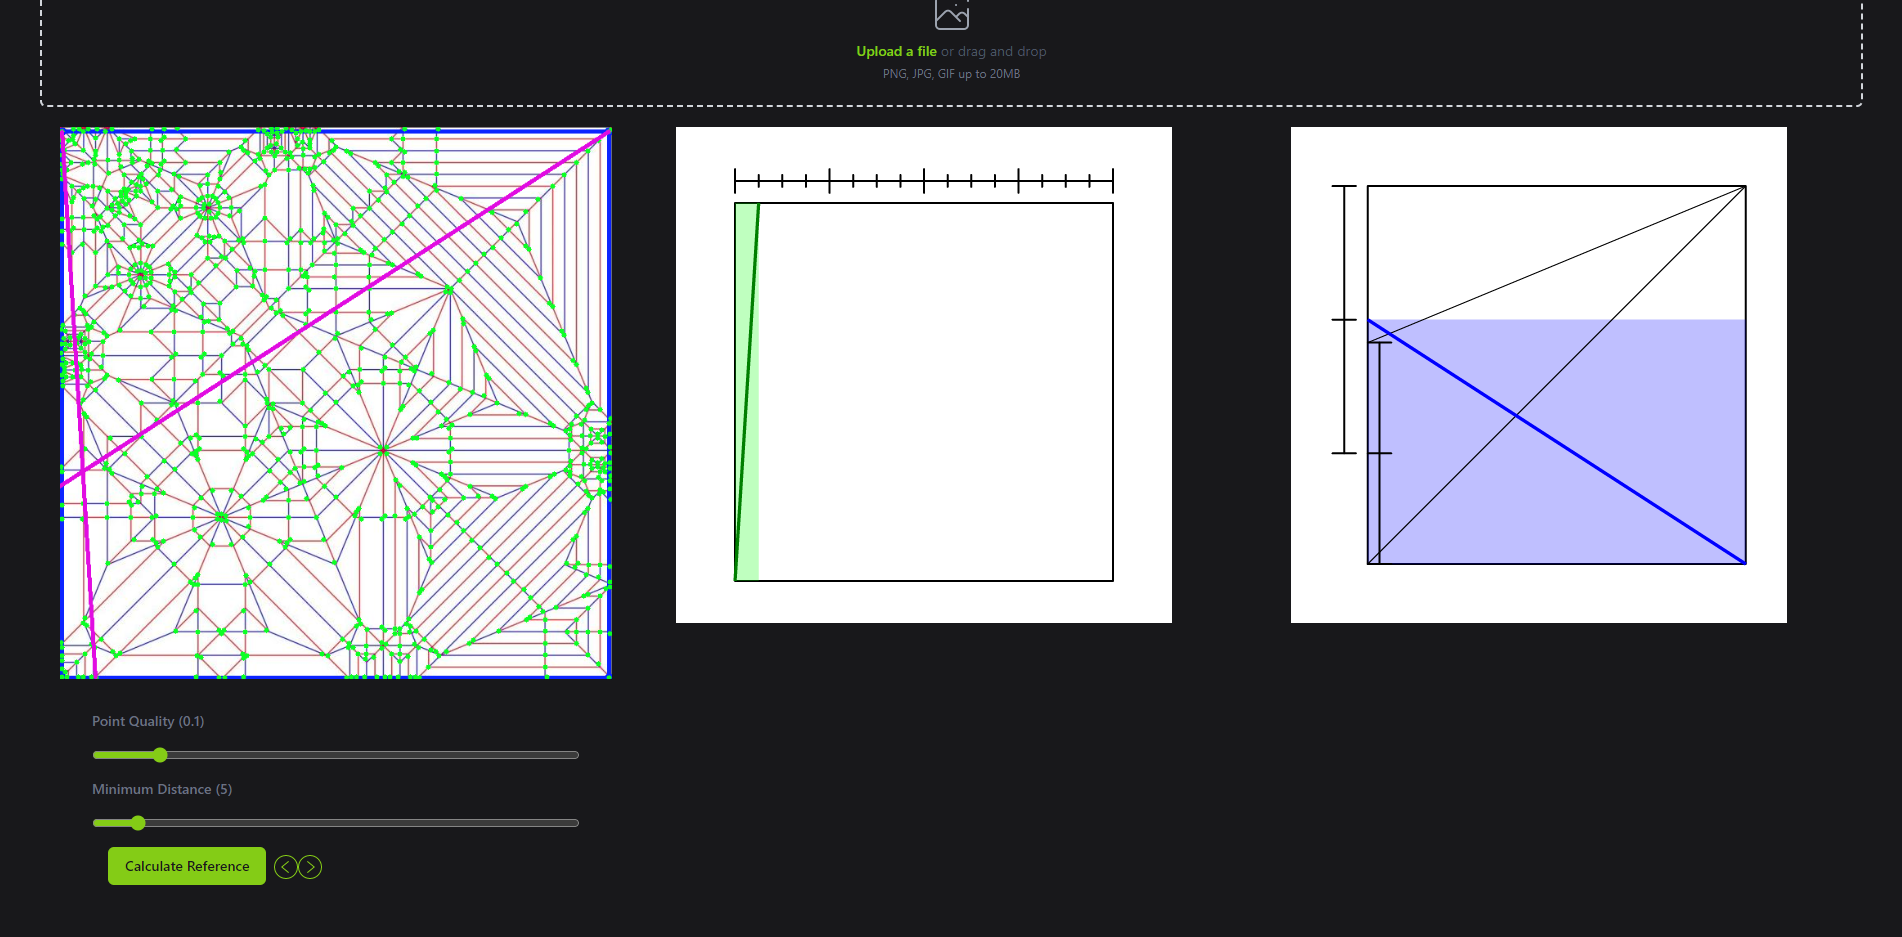 Upload a file or drag and drop
PNG, JPG, GIF up to 20MB
Point Quality (0.1)
Minimum Distance (5)
Calculate Reference